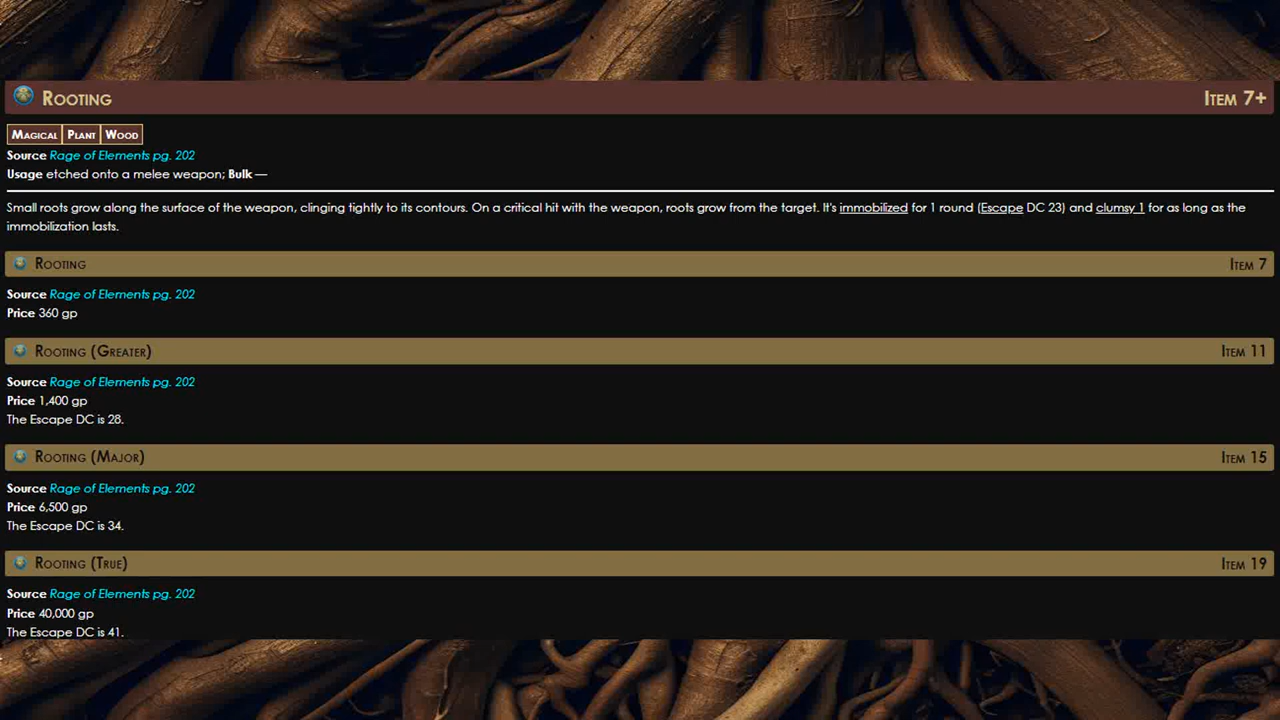 Rooting
Item 7+
Magical Plant Wood
Source Rage of Elements pg. 202
Usage etched onto a melee weapon; Bulk —
Small roots grow along the surface of the weapon, clinging tightly to its contours. On a critical hit with the weapon, roots grow from the target. It's immobilized for 1 round (Escape DC 23) and clumsy 1 for as long as the
immobilization lasts.
Rooting
Item 7
Source Rage of Elements pg. 202
Price 360 gp
Rooting (Greater)
Item 11
Source Rage of Elements pg. 202
Price 1,400 gp
The Escape DC is 28.
Rooting (Major)
Item 15
Source Rage of Elements pg. 202
Price 6,500 gp
The Escape DC is 34.
Rooting (True)
Item 19
Source Rage of Elements pg. 202
Price 40,000 gp
The Escape DC is 41.